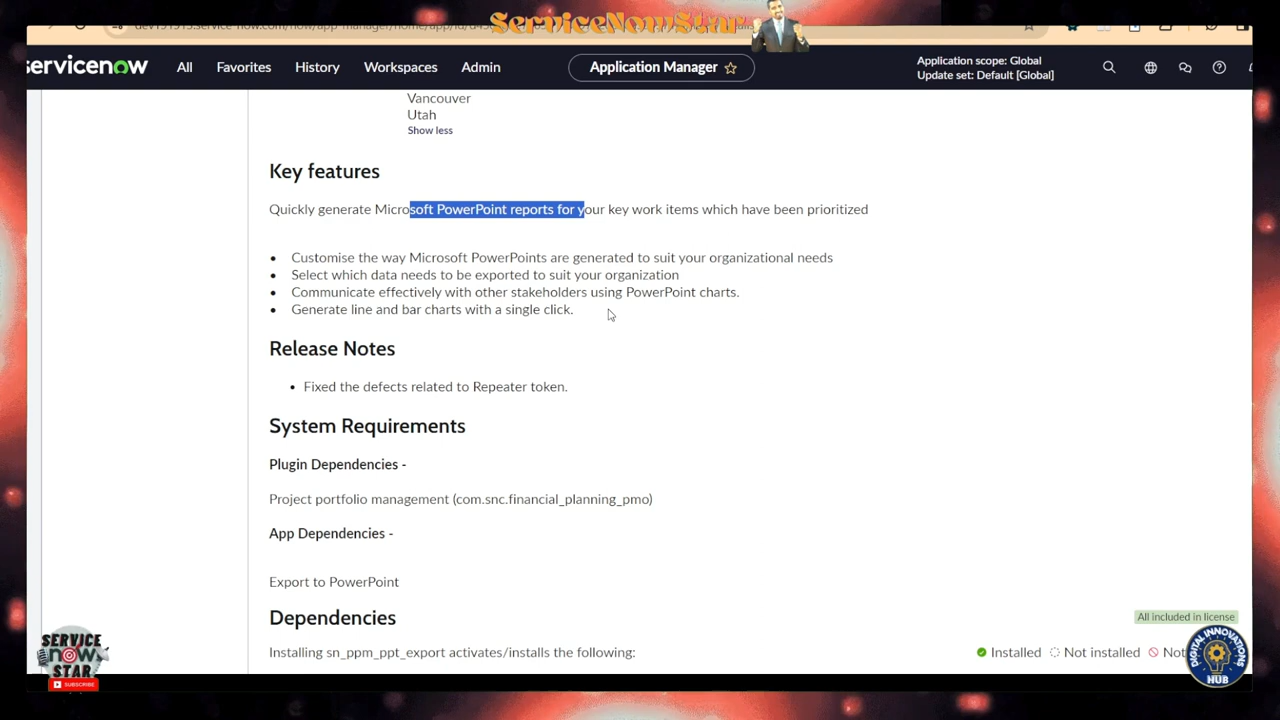 ServiceNowStar
servicenow
All
Favorites
History
Workspaces
Admin
Application Manager
Application scope: Global
Update set: Default [Global]
Vancouver
Utah
Show less
Key features
Quickly generate Microsoft PowerPoint reports for your key work items which have been prioritized
• Customise the way Microsoft PowerPoints are generated to suit your organizational needs
• Select which data needs to be exported to suit your organization
• Communicate effectively with other stakeholders using PowerPoint charts.
• Generate line and bar charts with a single click.
Release Notes
• Fixed the defects related to Repeater token.
System Requirements
Plugin Dependencies -
Project portfolio management (com.snc.financial_planning_pmo)
App Dependencies -
Export to PowerPoint
Dependencies
All included in license
Installing sn_ppm_ppt_export activates/installs the following:
Installed
Not installed
Not
SERVICE
NOW
STAR
SUBSCRIBE
DIGITAL INNOVATIONS
HUB